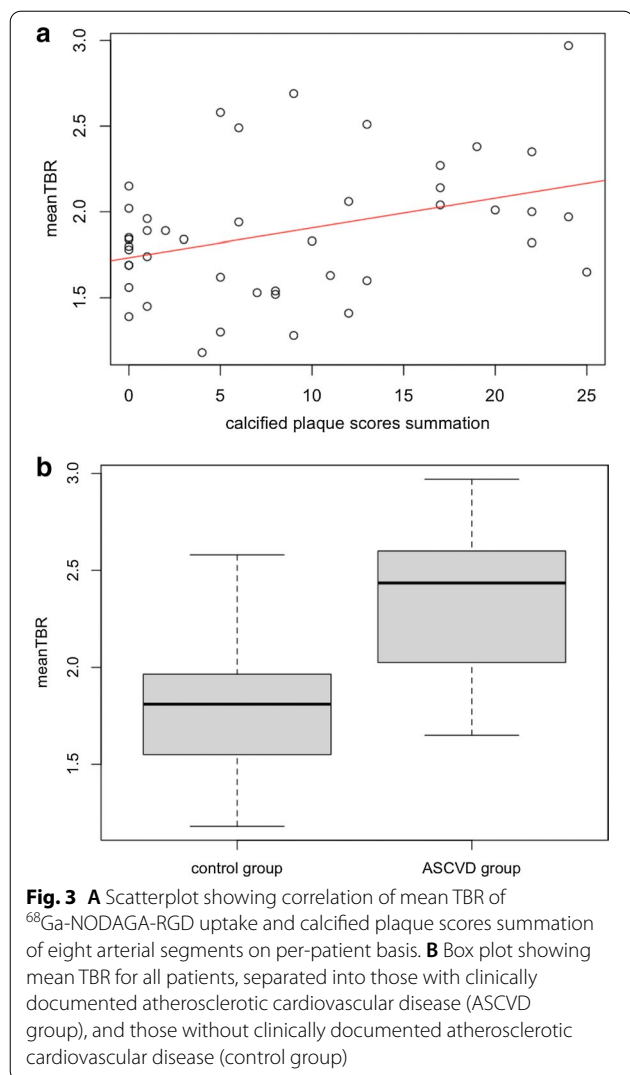 a
3.0
2.5
2.0
1.5
meanTBR
0 5 10 15 20 25
calcified plaque scores summation
b
3.0
2.5
2.0
1.5
meanTBR
control group ASCVD group
Fig. 3 A Scatterplot showing correlation of mean TBR of
⁶⁸Ga-NODAGA-RGD uptake and calcified plaque scores summation
of eight arterial segments on per-patient basis. B Box plot showing
mean TBR for all patients, separated into those with clinically
documented atherosclerotic cardiovascular disease (ASCVD
group), and those without clinically documented atherosclerotic
cardiovascular disease (control group)